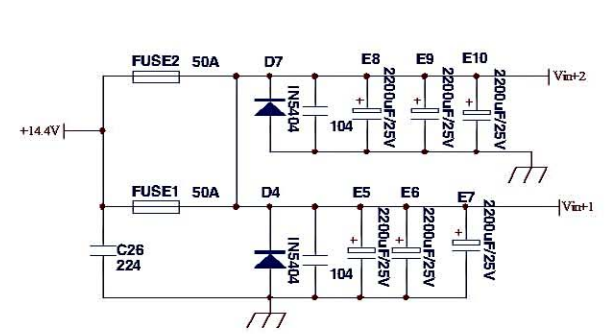 FUSE2 50A D7 E8 E9 E10
Vin+2
IN5404
104
+
2200uF/25V
+
2200uF/25V
+
2200uF/25V
+14.4V
FUSE1 50A D4 E5 E6 E7
Vin+1
C26
224
IN5404
104
+
2200uF/25V
+
2200uF/25V
+
2200uF/25V